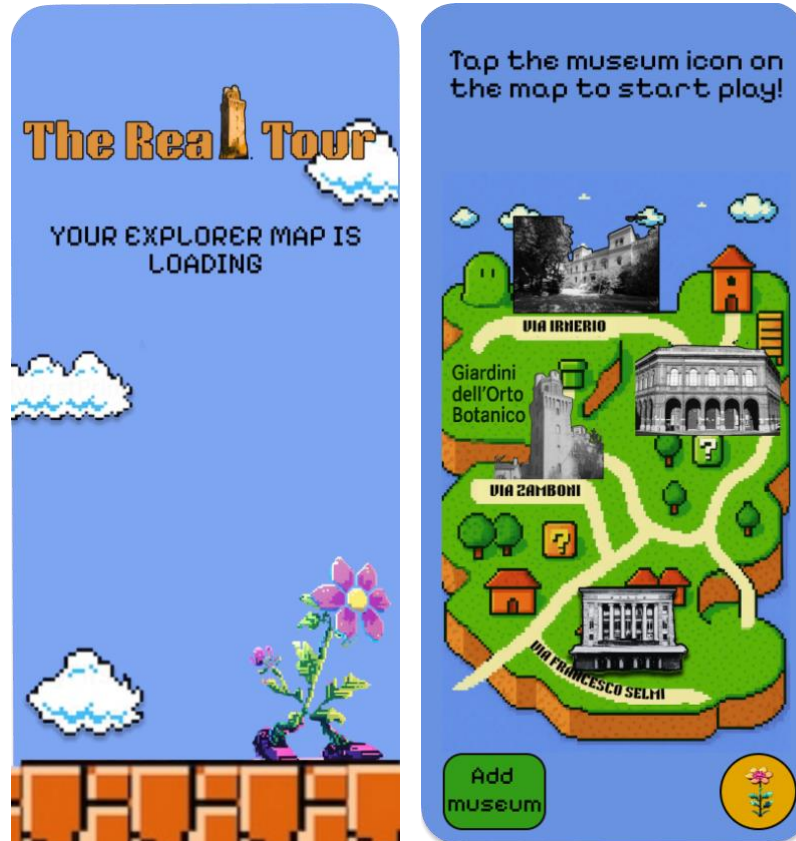 The Rea Tour
YOUR EXPLORER MAP IS
LOADING
Tap the museum icon on
the map to start play!
VIA IRNERIO
Giardini
dell'Orto
Botanico
?
VIA ZAMBONI
?
VIA FRANCESCO SELMI
Add
museum